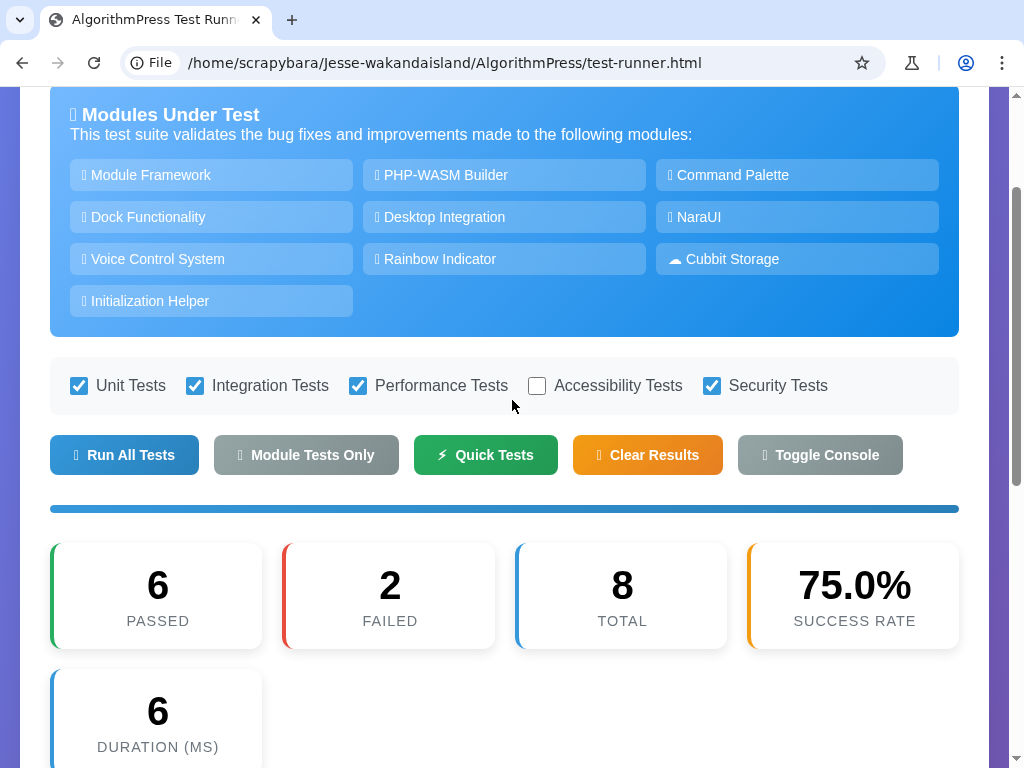 AlgorithmPress Test Runn
File
/home/scrapybara/Jesse-wakandaisland/AlgorithmPress/test-runner.html
Modules Under Test
This test suite validates the bug fixes and improvements made to the following modules:
Module Framework
PHP-WASM Builder
Command Palette
Dock Functionality
Desktop Integration
NaraUI
Voice Control System
Rainbow Indicator
☁ Cubbit Storage
Initialization Helper
Unit Tests
Integration Tests
Performance Tests
Accessibility Tests
Security Tests
Run All Tests
Module Tests Only
⚡ Quick Tests
Clear Results
Toggle Console
6
PASSED
2
FAILED
8
TOTAL
75.0%
SUCCESS RATE
6
DURATION (MS)